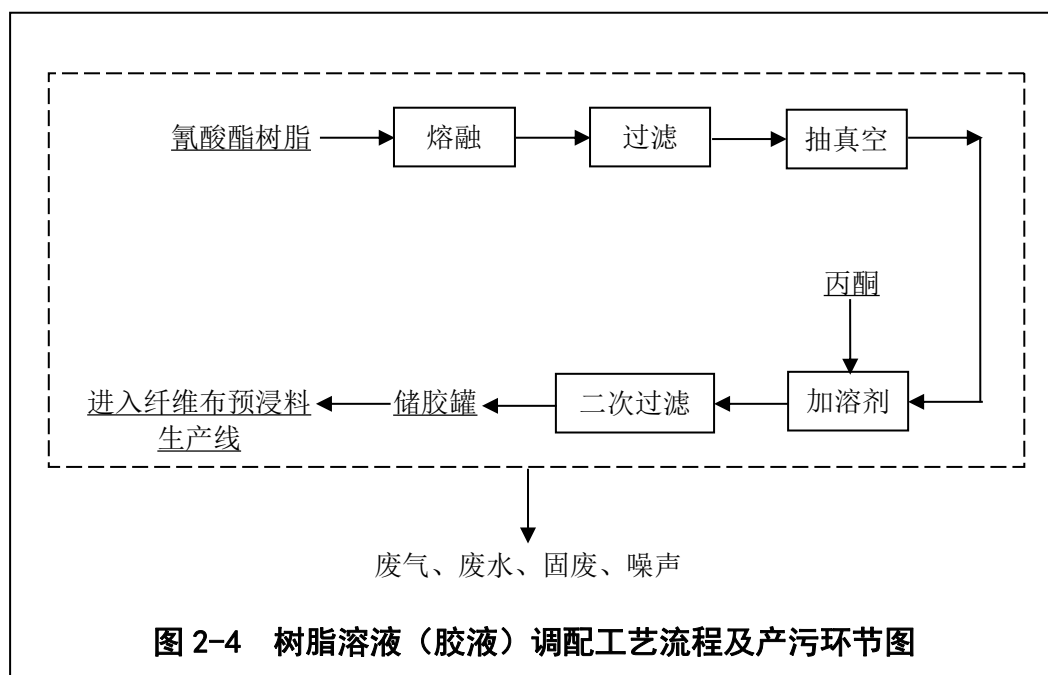 氰酸酯树脂
熔融
过滤
抽真空
丙酮
进入纤维布预浸料
生产线
储胶罐
二次过滤
加溶剂
废气、废水、固废、噪声
图 2-4 树脂溶液（胶液）调配工艺流程及产污环节图